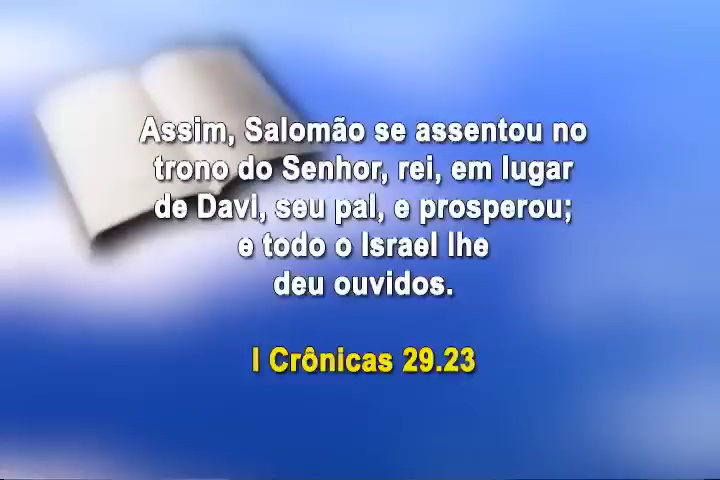 Assim, Salomão se assentou no
trono do Senhor, rei, em lugar
de Davi, seu pai, e prosperou;
e todo o Israel lhe
deu ouvidos.
I Crônicas 29.23